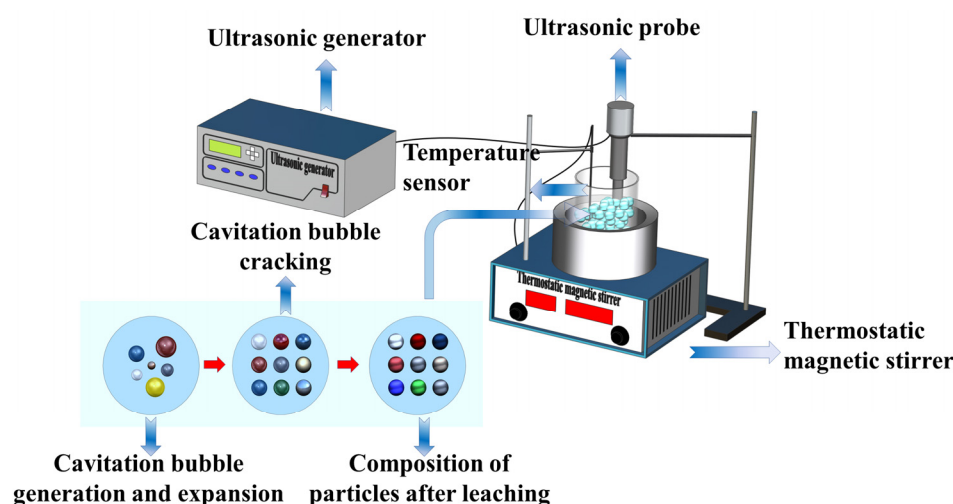 Ultrasonic generator
Ultrasonic probe
Ultrasonic generator
Temperature
sensor
Cavitation bubble
cracking
Thermostatic magnetic stirrer
Thermostatic
magnetic stirrer
Cavitation bubble
generation and expansion
Composition of
particles after leaching